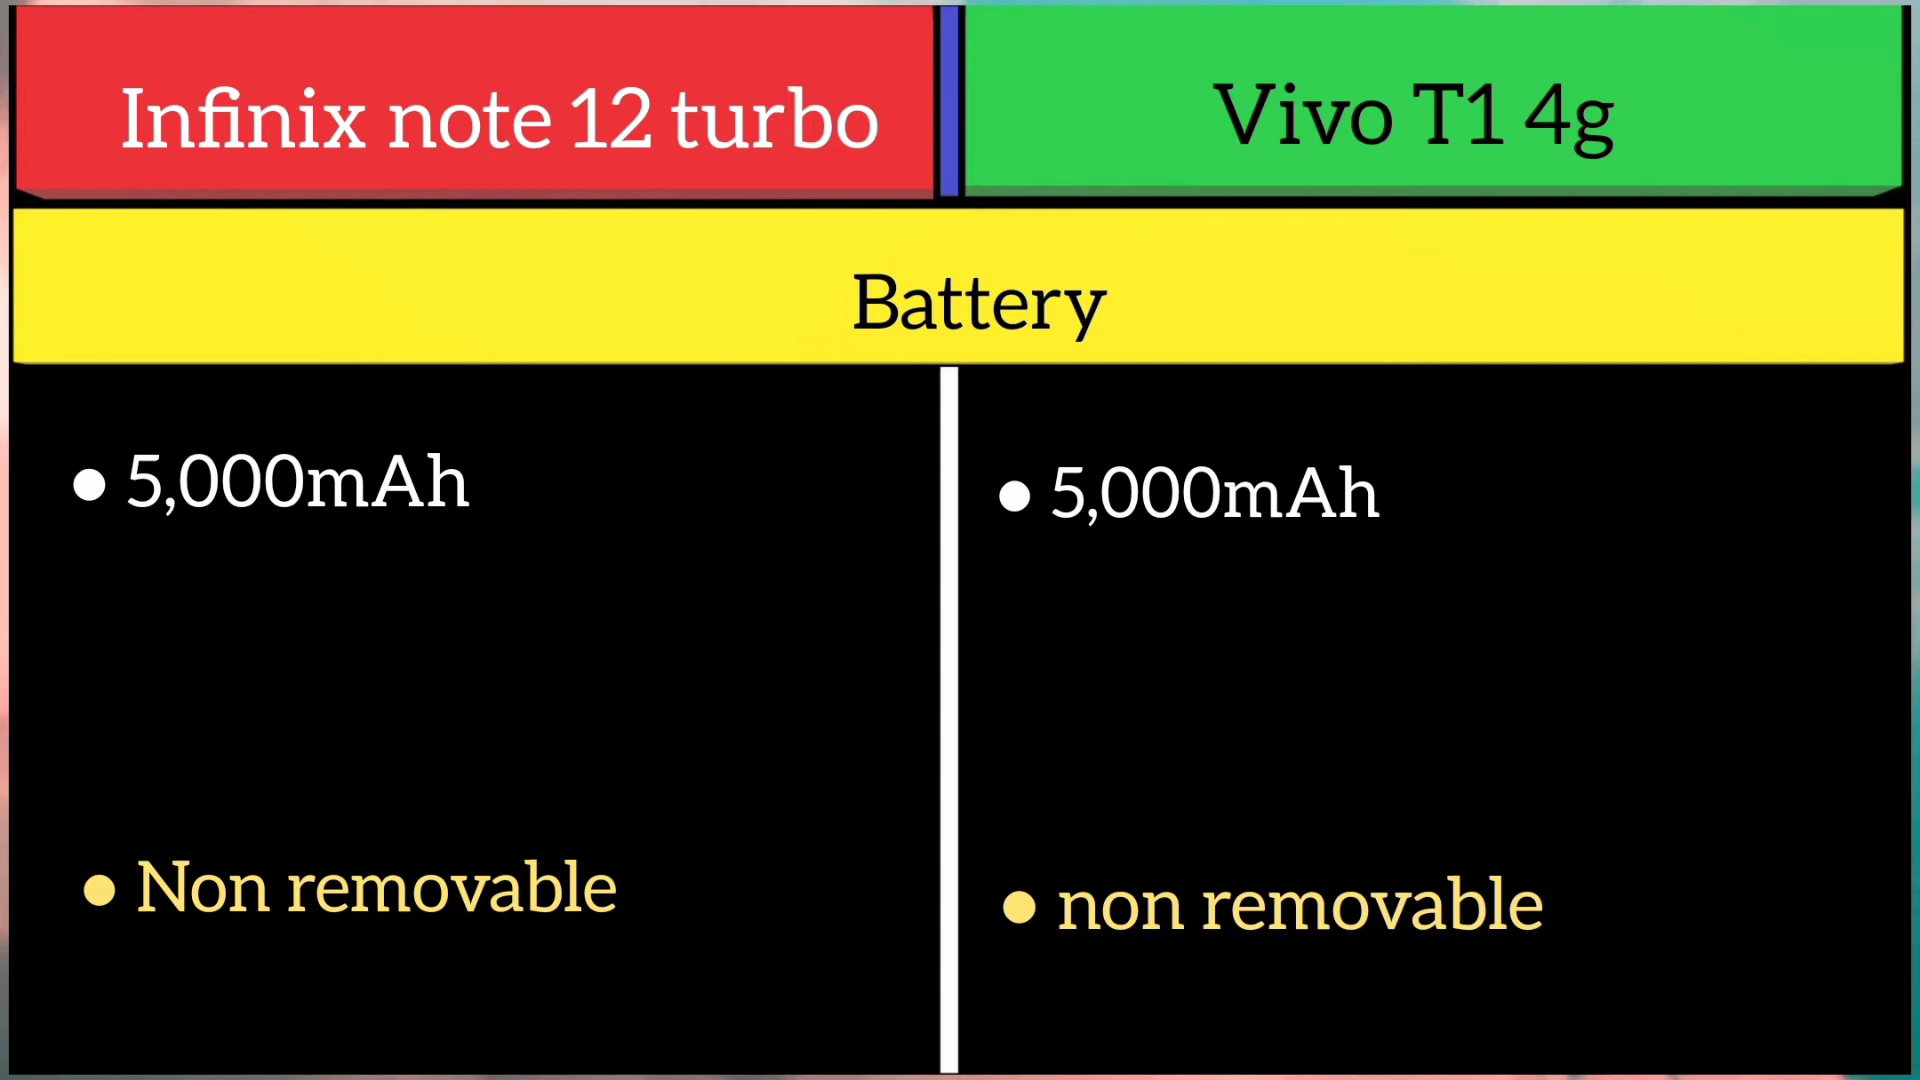 Infinix note 12 turbo
Vivo T1 4g
Battery
● 5,000mAh
● 5,000mAh
● Non removable
● non removable